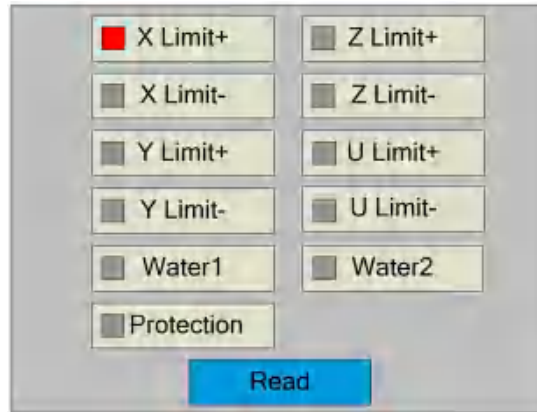 X Limit+
Z Limit+
X Limit-
Z Limit-
Y Limit+
U Limit+
Y Limit-
U Limit-
Water1
Water2
Protection
Read